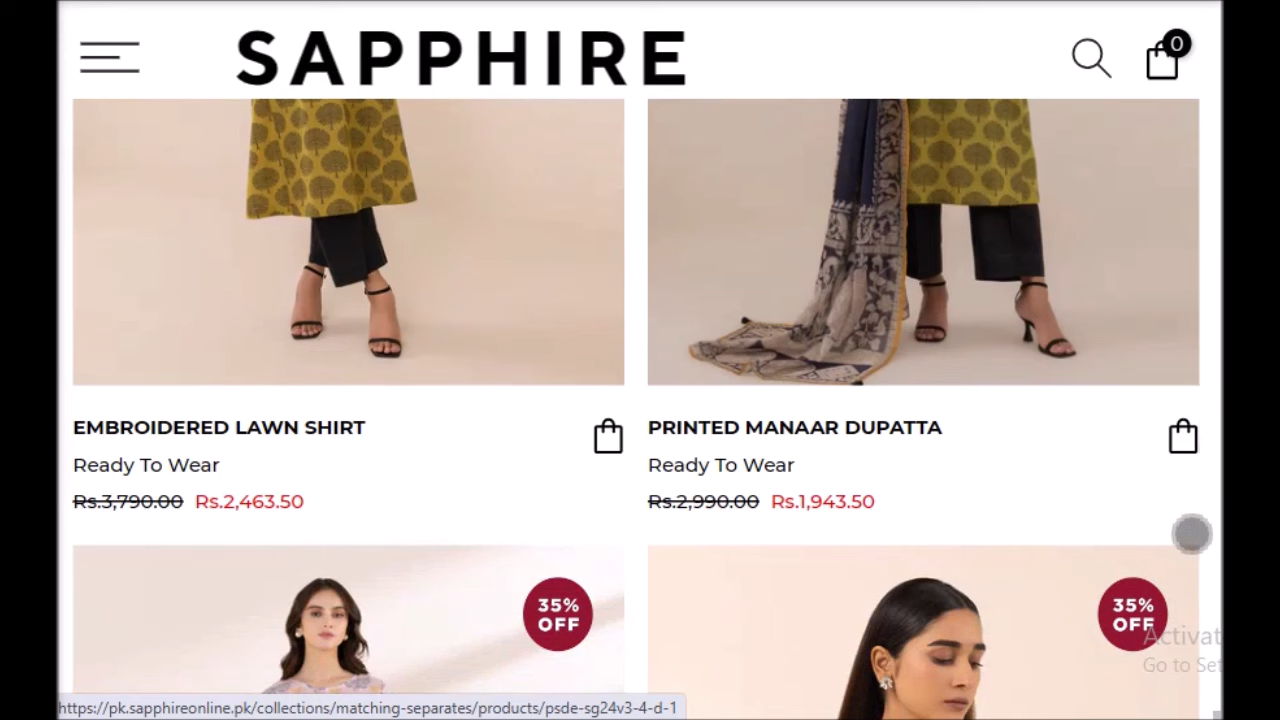 SAPPHIRE
0
EMBROIDERED LAWN SHIRT
Ready To Wear
Rs.3,790.00 Rs.2,463.50
PRINTED MANAAR DUPATTA
Ready To Wear
Rs.2,990.00 Rs.1,943.50
35%
OFF
35%
OFF
Activat
Go to Set
https://pk.sapphireonline.pk/collections/matching-separates/products/psde-sg24v3-4-d-1